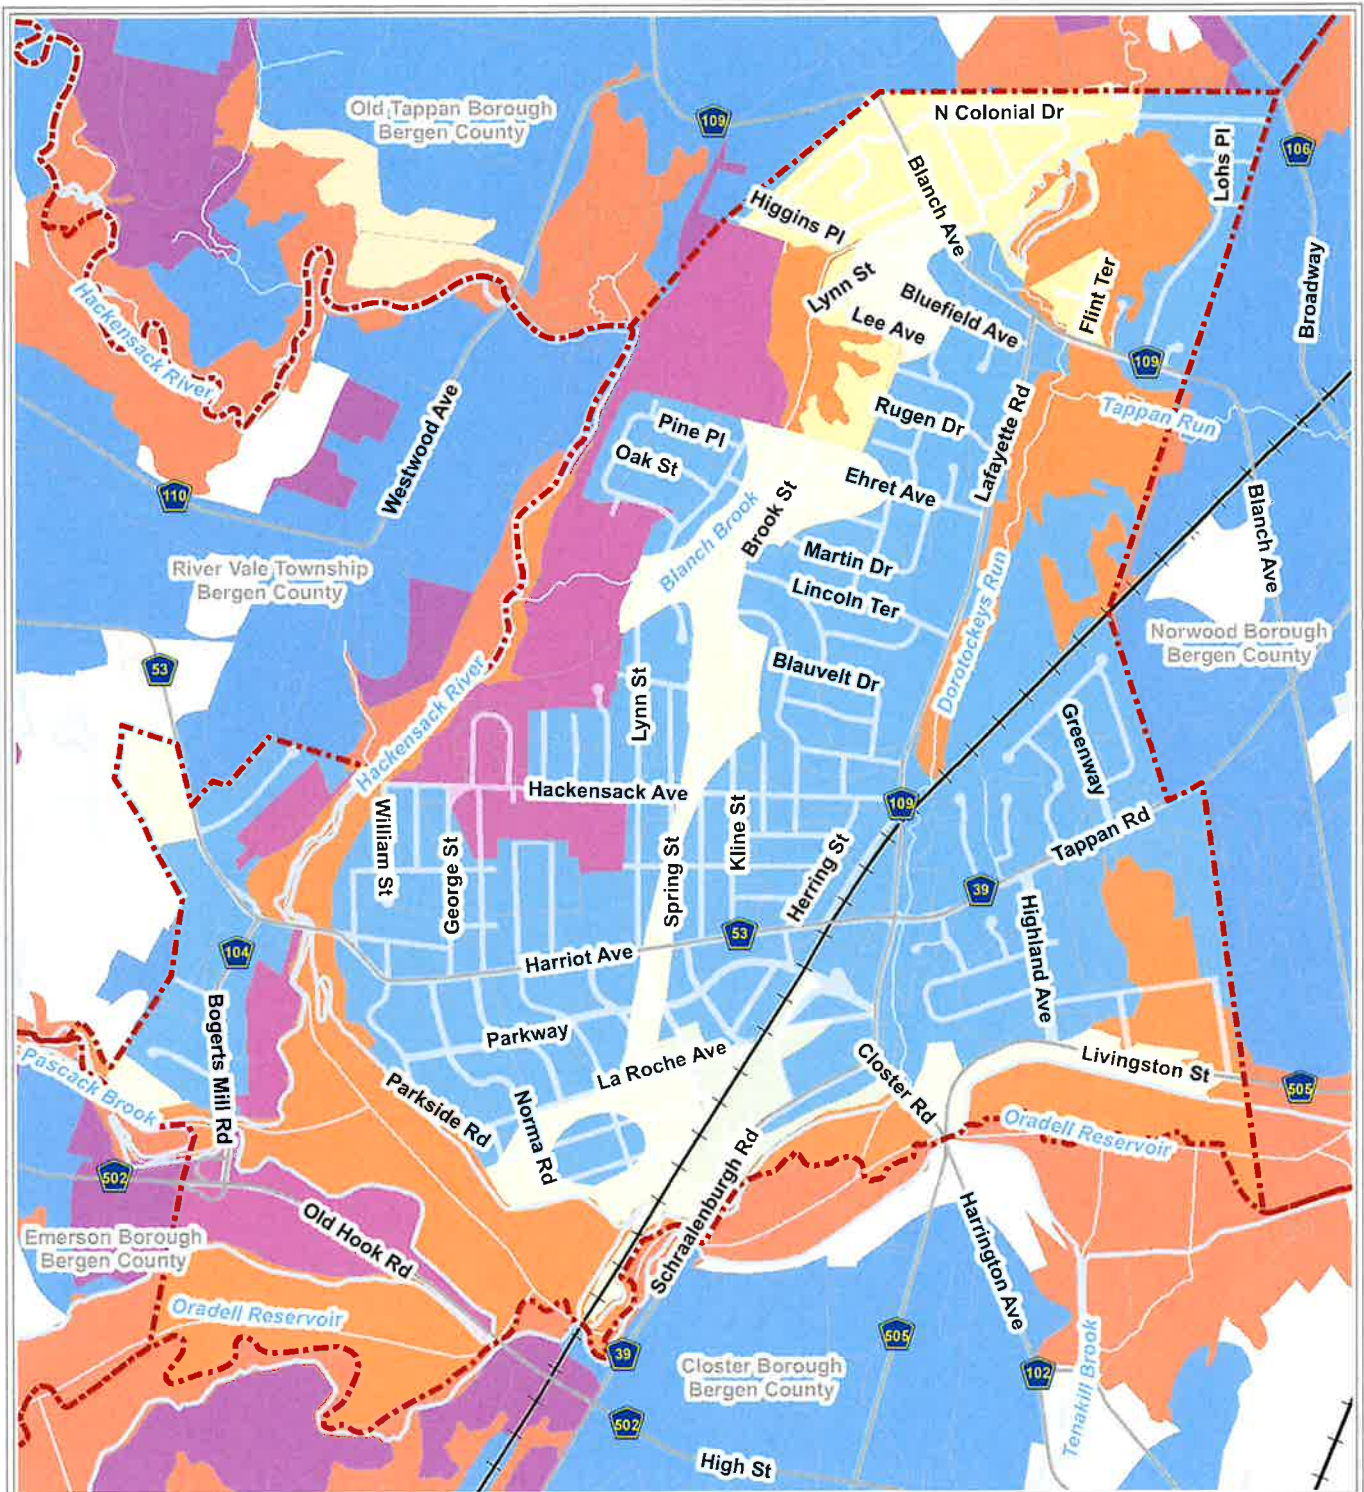 Old Tappan Borough
Bergen County
109
N Colonial Dr
Lohs Pl
106
Blanch Ave
Higgins Pl
Broadway
Lynn St
Bluefield Ave
Flint Ter
Lee Ave
Hackensack River
109
Westwood Ave
Rugen Dr
Lafayette Rd
Tappan Run
Pine Pl
Oak St
110
Ehret Ave
Brook St
Blanch Brook
Blanch Ave
Martin Dr
River Vale Township
Bergen County
Lincoln Ter
Dorotockeys Run
Norwood Borough
Bergen County
53
Blauvelt Dr
Lynn St
Hackensack River
Greenway
Hackensack Ave
109
Tappan Rd
William St
George St
Spring St
Kline St
Herring St
39
Highland Ave
53
104
Harriot Ave
Bogerts Mill Rd
Parkway
La Roche Ave
Closter Rd
Livingston St
Pascack Brook
505
Parkside Rd
Norma Rd
Oradell Reservoir
502
Schraalenburgh Rd
Old Hook Rd
Harrington Ave
Emerson Borough
Bergen County
Oradell Reservoir
505
39
Closter Borough
Bergen County
102
Tenakill Brook
502
High St